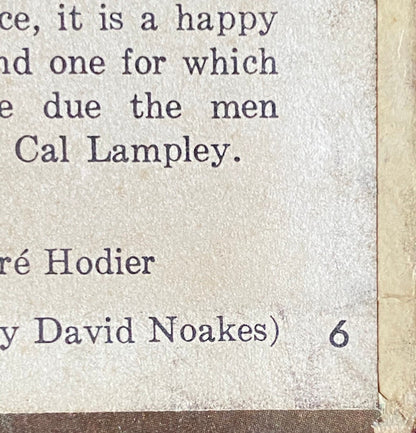 ce, it is a happy
nd one for which
e due the men
Cal Lampley.
ré Hodier
y David Noakes) 6